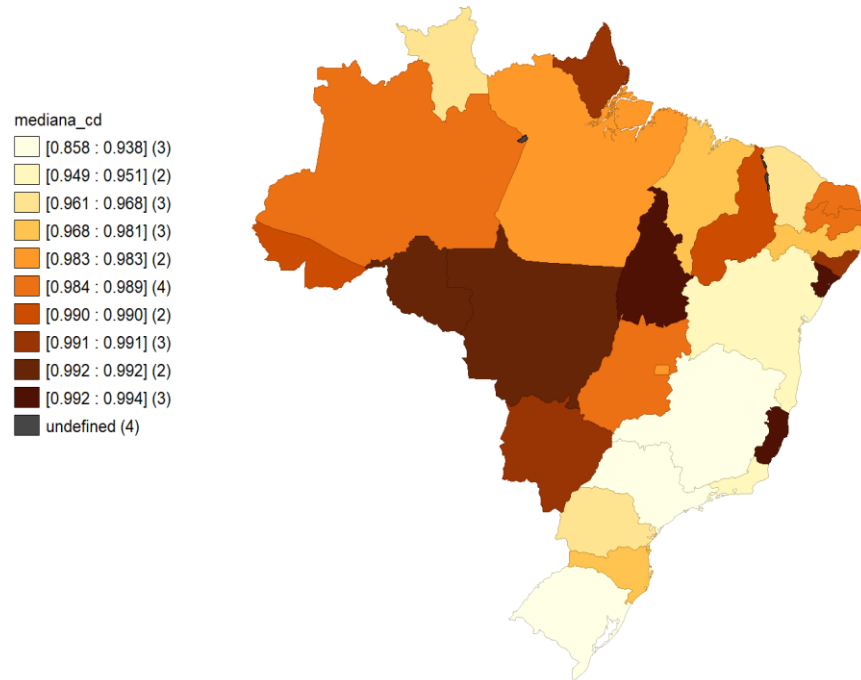 mediana_cd
[0.858 : 0.938] (3)
[0.949 : 0.951] (2)
[0.961 : 0.968] (3)
[0.968 : 0.981] (3)
[0.983 : 0.983] (2)
[0.984 : 0.989] (4)
[0.990 : 0.990] (2)
[0.991 : 0.991] (3)
[0.992 : 0.992] (2)
[0.992 : 0.994] (3)
undefined (4)